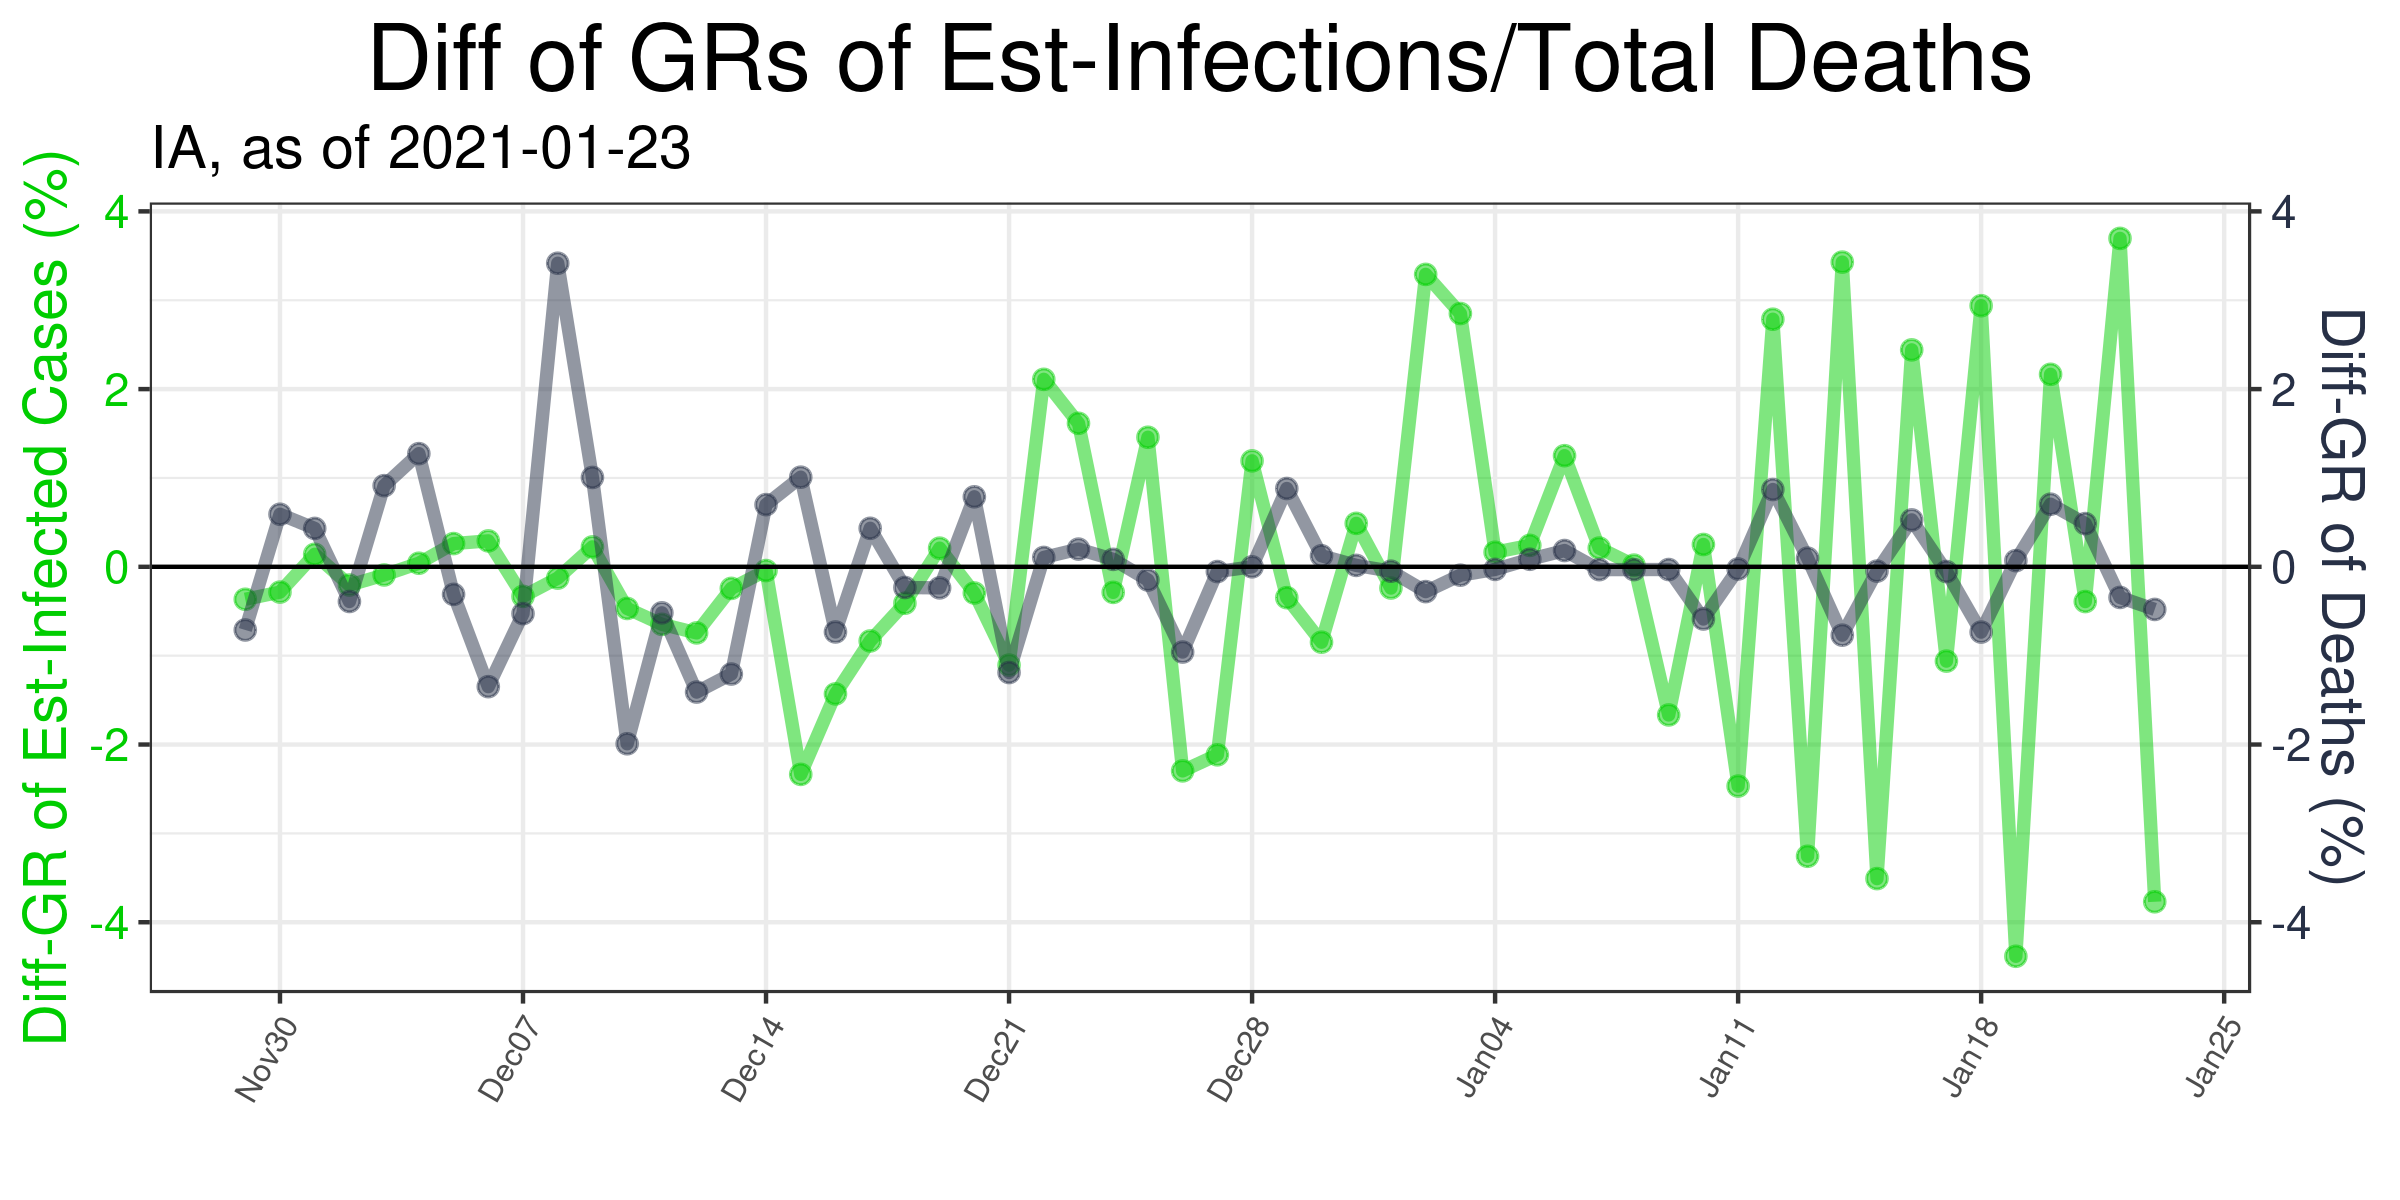 Diff of GRs of Est-Infections/Total Deaths
IA, as of 2021-01-23
Diff-GR of Est-Infected Cases (%)
4
2
0
-2
-4
4
2
0
-2
-4
Diff-GR of Deaths (%)
Nov30
Dec07
Dec14
Dec21
Dec28
Jan04
Jan11
Jan18
Jan25